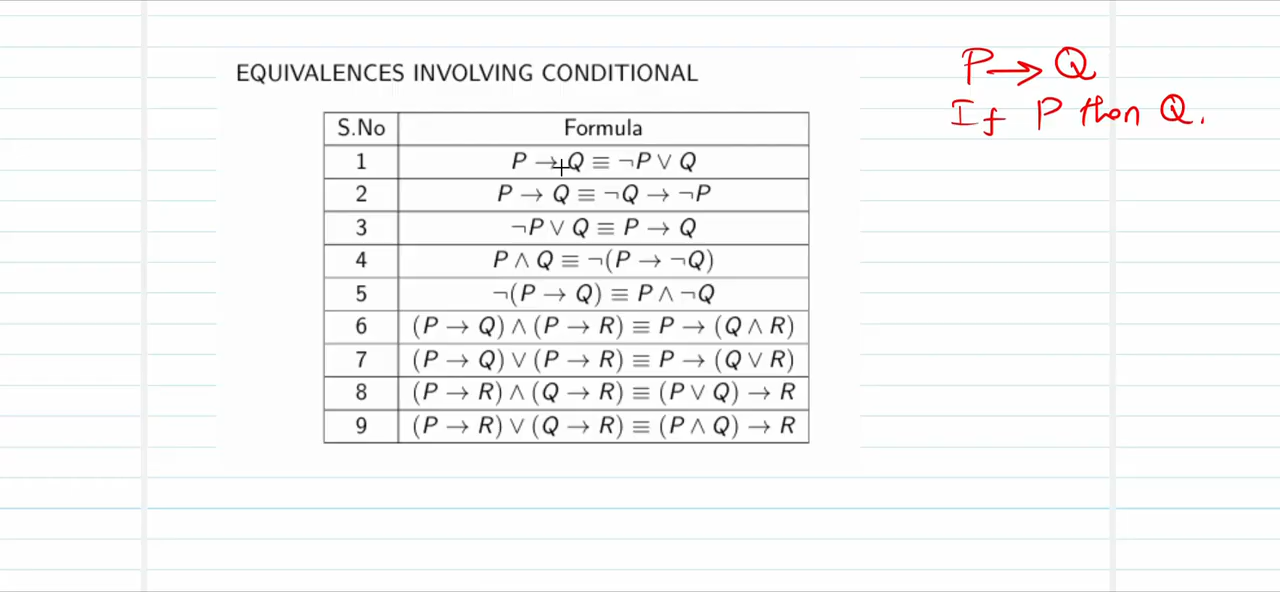 EQUIVALENCES INVOLVING CONDITIONAL
P → Q
If P then Q.
S.No Formula
1 P → Q ≡ ¬P ∨ Q
2 P → Q ≡ ¬Q → ¬P
3 ¬P ∨ Q ≡ P → Q
4 P ∧ Q ≡ ¬(P → ¬Q)
5 ¬(P → Q) ≡ P ∧ ¬Q
6 (P → Q) ∧ (P → R) ≡ P → (Q ∧ R)
7 (P → Q) ∨ (P → R) ≡ P → (Q ∨ R)
8 (P → R) ∧ (Q → R) ≡ (P ∨ Q) → R
9 (P → R) ∨ (Q → R) ≡ (P ∧ Q) → R